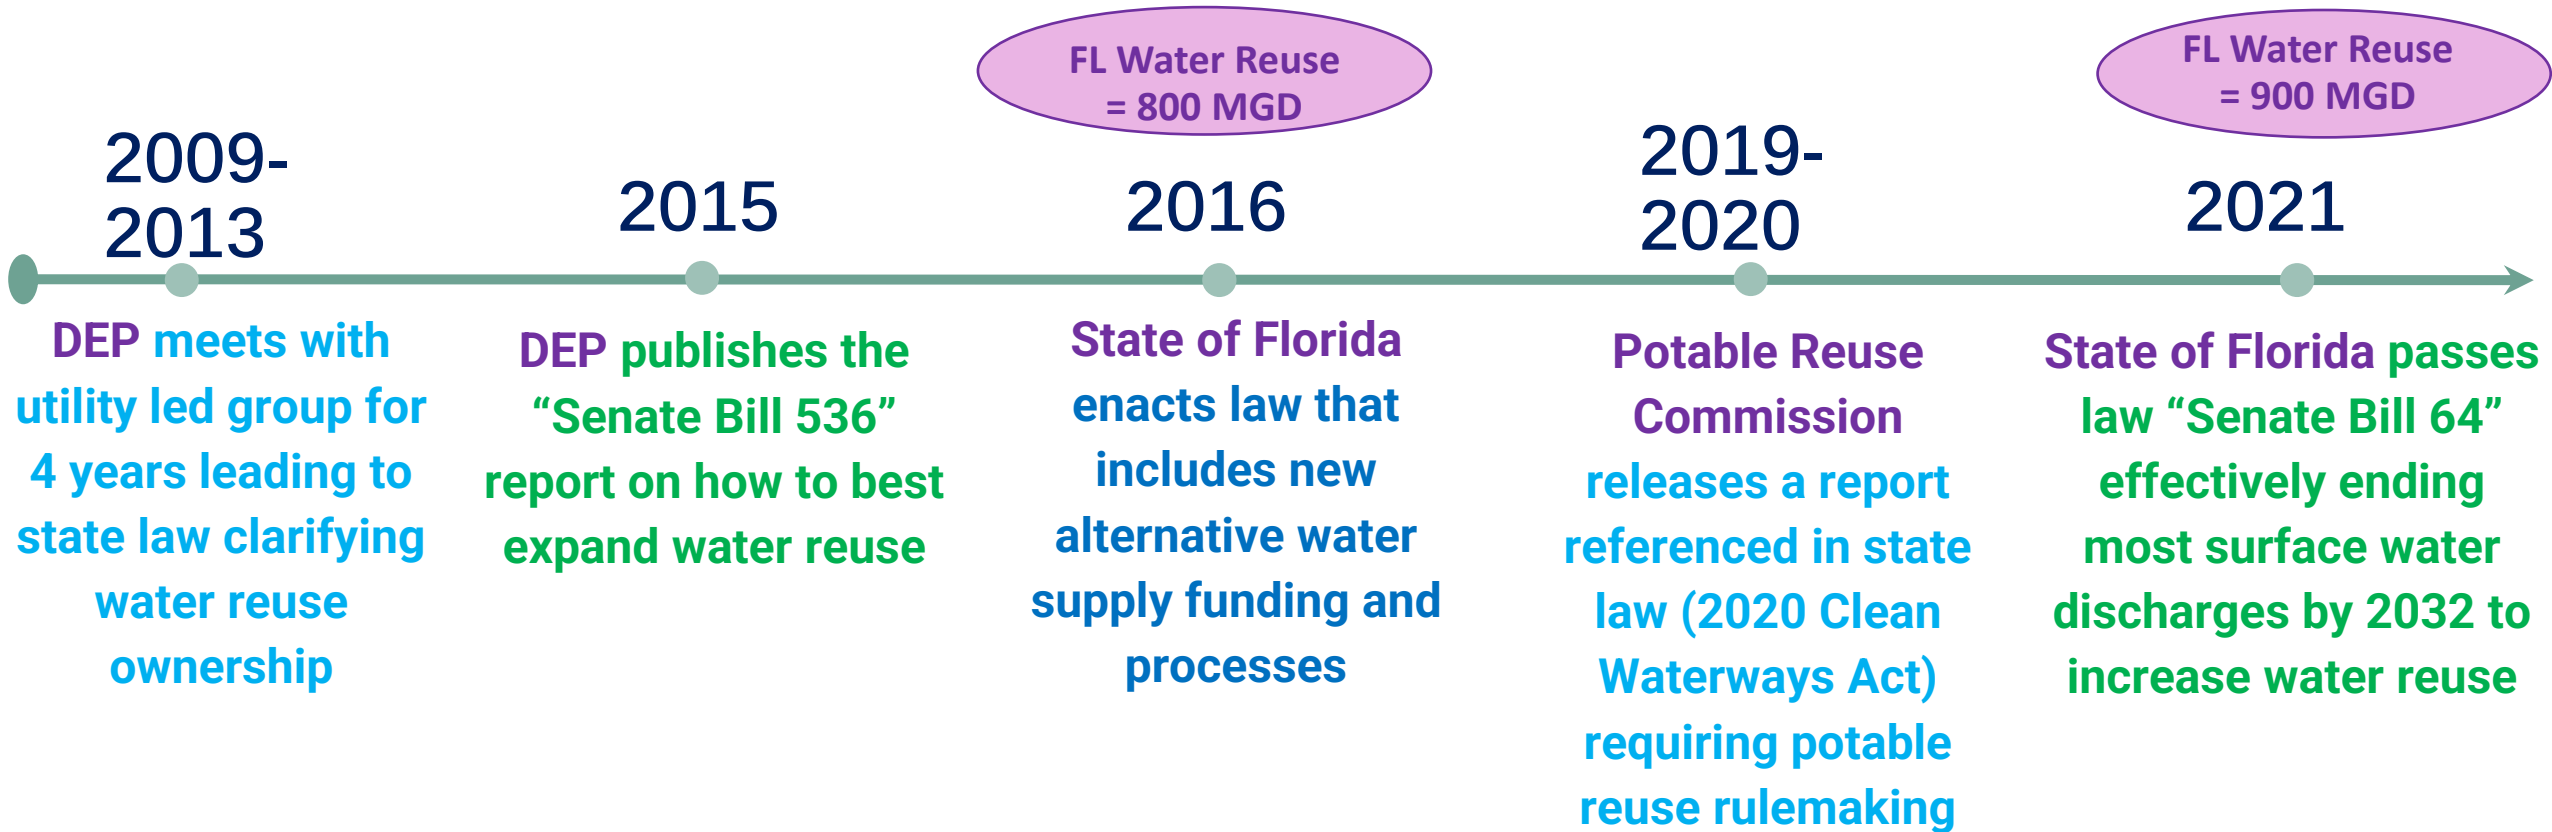 FL Water Reuse
= 800 MGD
FL Water Reuse
= 900 MGD
2009-
2013
2015
2016
2019-
2020
2021
DEP meets with
utility led group for
4 years leading to
state law clarifying
water reuse
ownership
DEP publishes the
“Senate Bill 536”
report on how to best
expand water reuse
State of Florida
enacts law that
includes new
alternative water
supply funding and
processes
Potable Reuse
Commission
releases a report
referenced in state
law (2020 Clean
Waterways Act)
requiring potable
reuse rulemaking
State of Florida passes
law “Senate Bill 64”
effectively ending
most surface water
discharges by 2032 to
increase water reuse